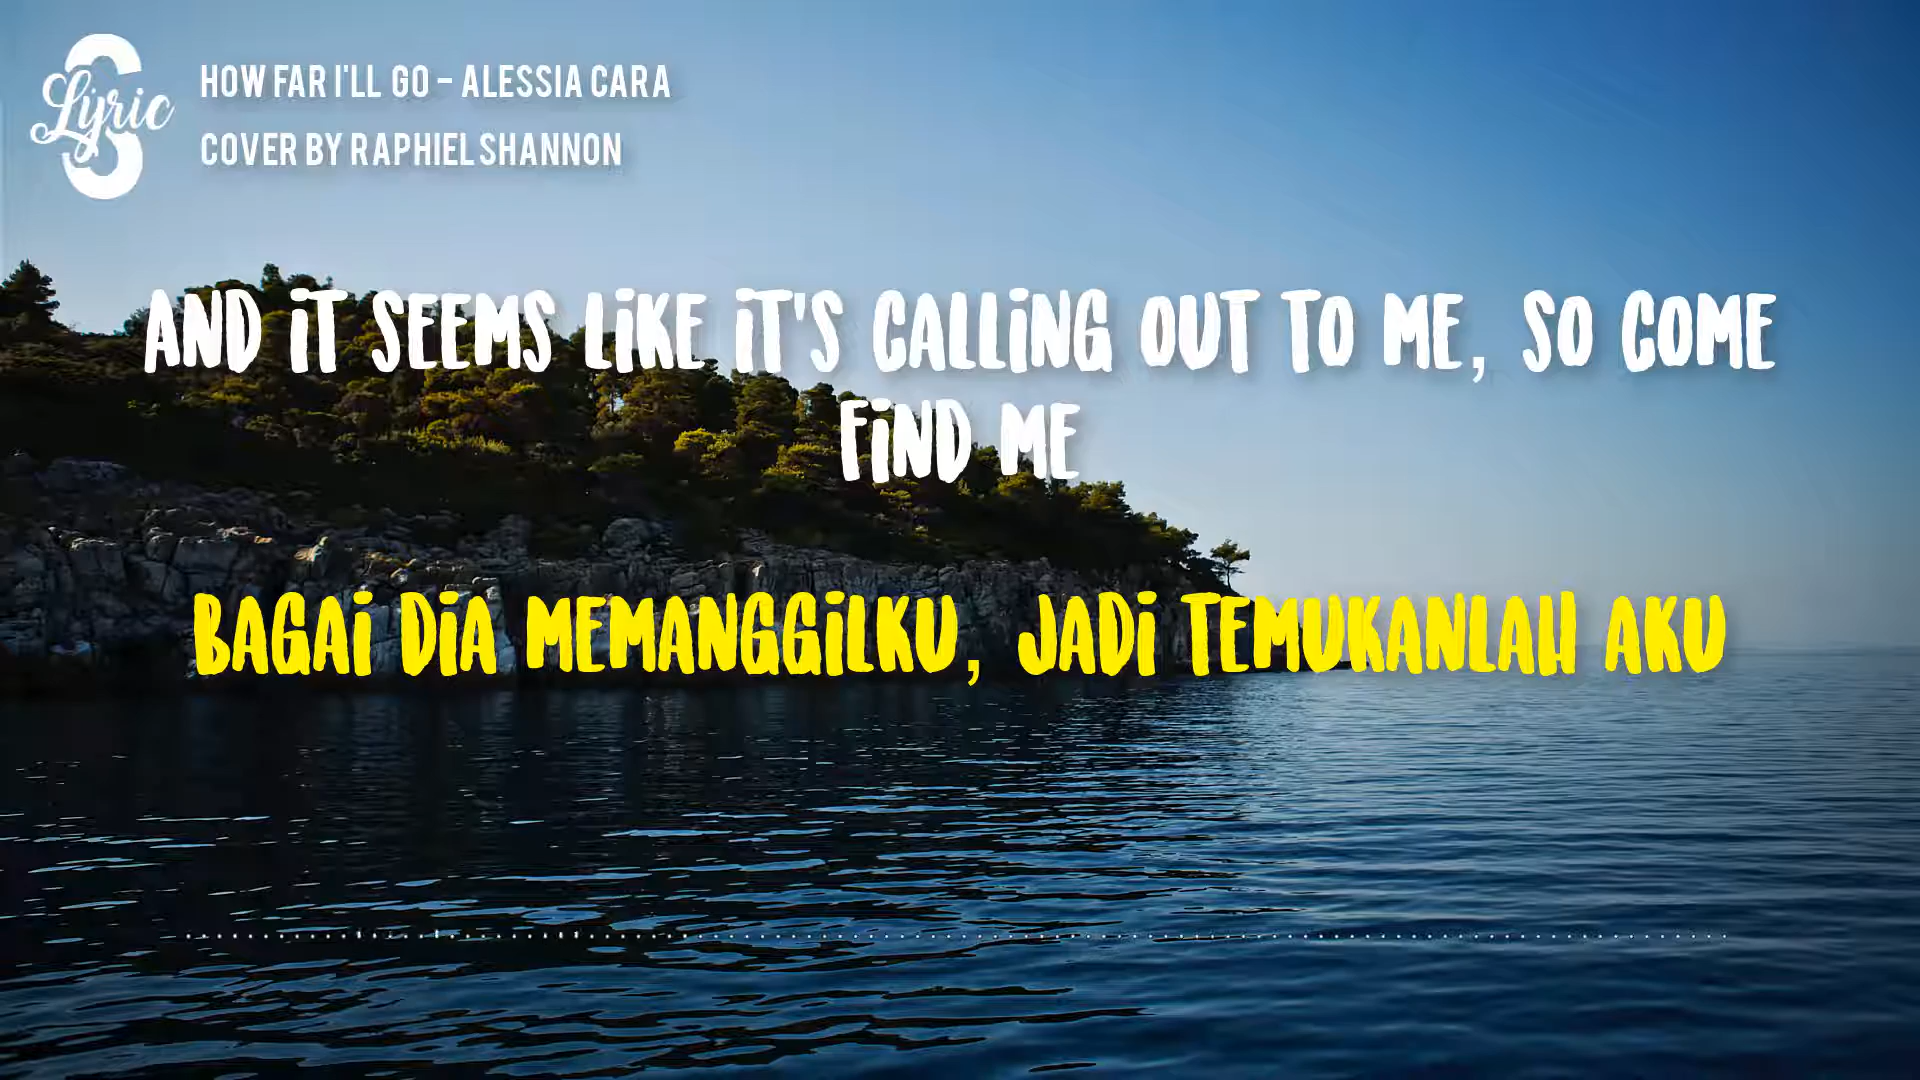 S
Lyric
HOW FAR I'LL GO - ALESSIA CARA
COVER BY RAPHIEL SHANNON
AND iT SEEMS LiKE iT'S CALLiNG OUT TO ME, SO COME
FiND ME
BAGAi DiA MEMANGGiLKU, JADi TEMUKANLAH AKU